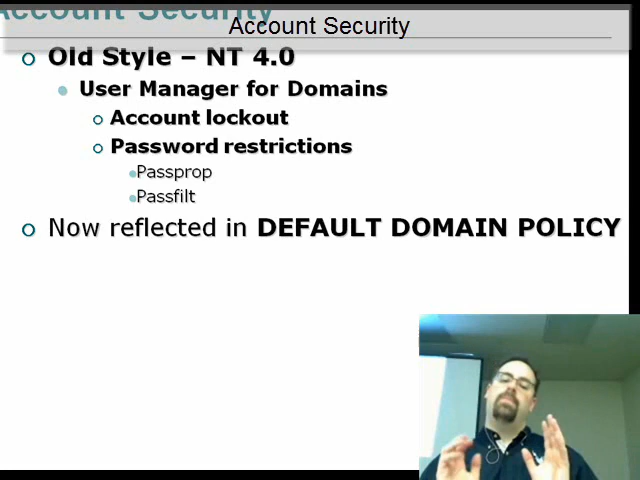 Account Security
Account Security
Old Style – NT 4.0
User Manager for Domains
Account lockout
Password restrictions
Passprop
Passfilt
Now reflected in DEFAULT DOMAIN POLICY